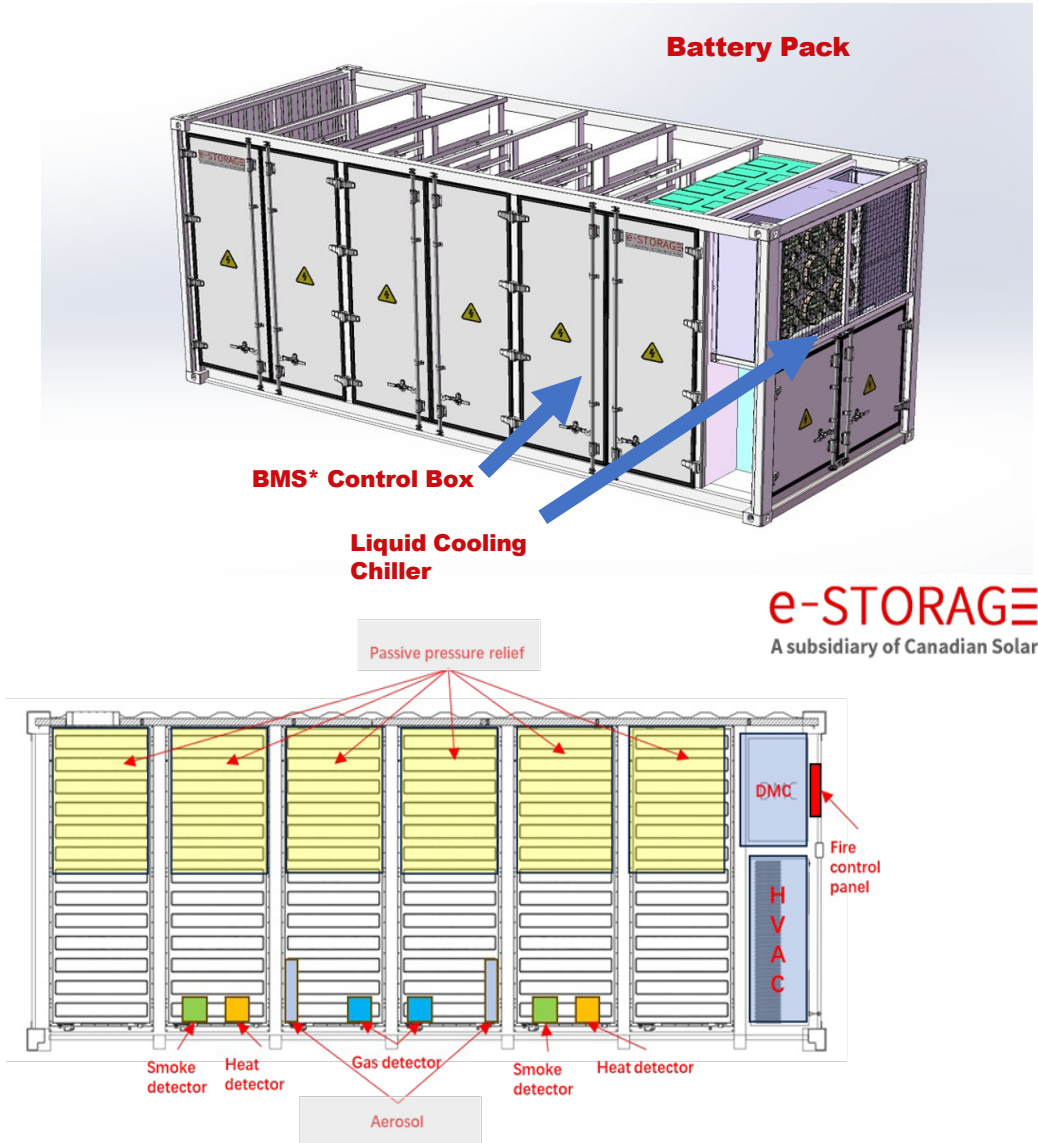 Battery Pack
e-STORAGE
e-STORAGE
BMS* Control Box
Liquid Cooling
Chiller
e-STORAGE
A subsidiary of Canadian Solar
Passive pressure relief
DMC
Fire
control
panel
H
V
A
C
Smoke
detector
Heat
detector
Gas detector
Smoke
detector
Heat detector
Aerosol